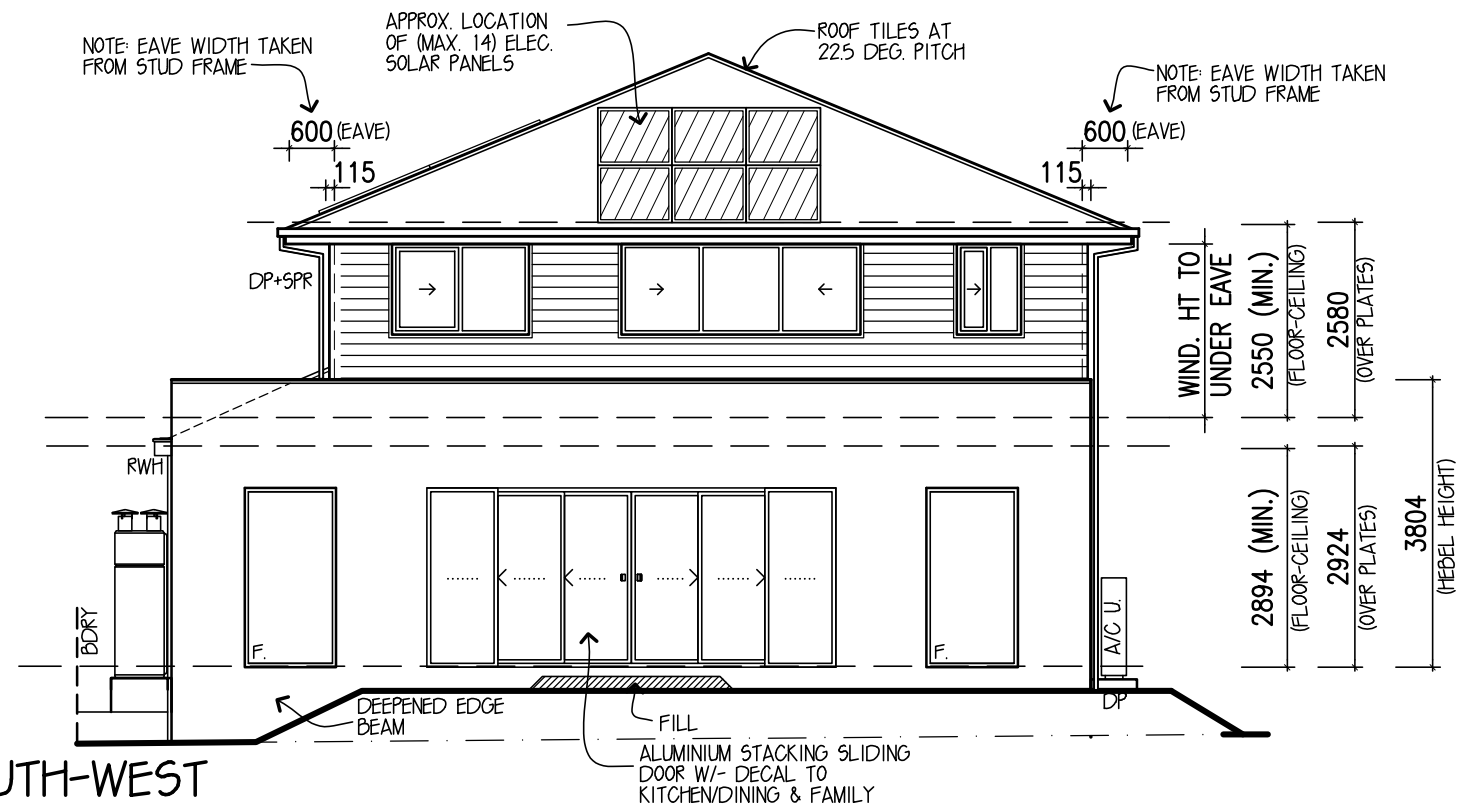 APPROX. LOCATION
OF (MAX. 14) ELEC.
SOLAR PANELS
ROOF TILES AT
22.5 DEG. PITCH
NOTE: EAVE WIDTH TAKEN
FROM STUD FRAME
NOTE: EAVE WIDTH TAKEN
FROM STUD FRAME
600 (EAVE)
600 (EAVE)
115
115
DP+SPR
WIND. HT TO
UNDER EAVE
2550 (MIN.)
(FLOOR-CEILING)
2580
(OVER PLATES)
RWH
2894 (MIN.)
(FLOOR-CEILING)
2924
(OVER PLATES)
3804
(HEBEL HEIGHT)
BDRY
F.
F.
A/C U.
DP
DEEPENED EDGE
BEAM
FILL
ALUMINIUM STACKING SLIDING
DOOR W/- DECAL TO
KITCHEN/DINING & FAMILY
UTH-WEST